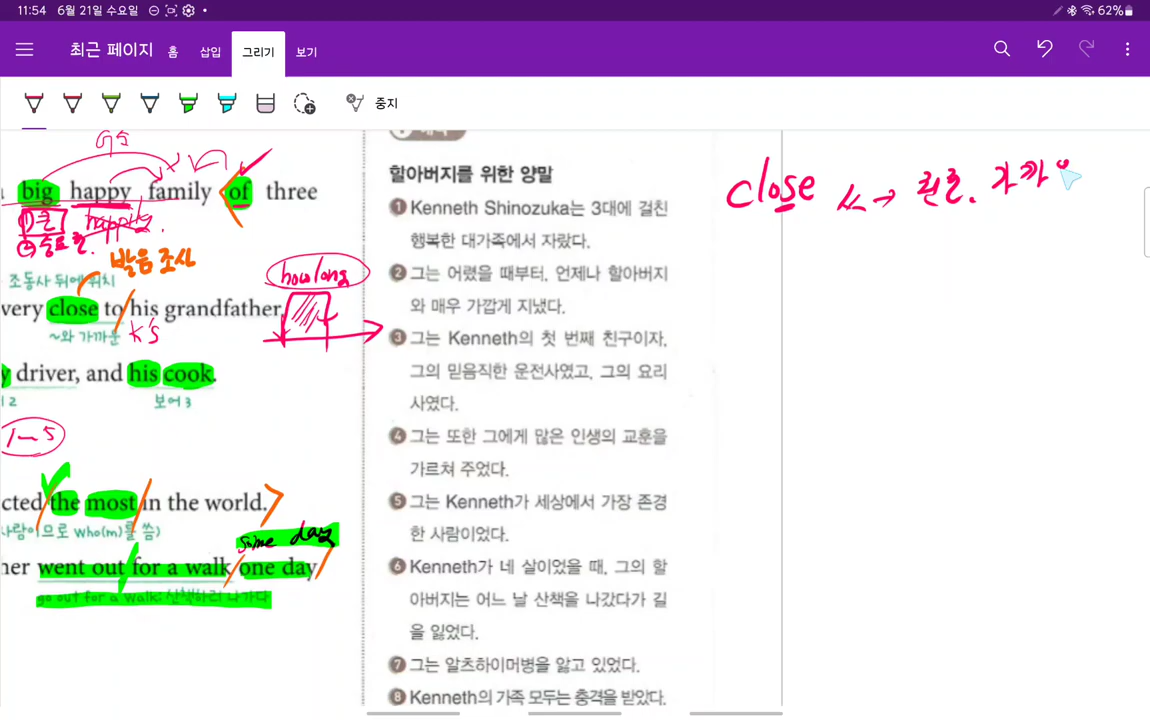 11:54 6월 21일 수요일 62%
최근 페이지 홈 삽입 그리기 보기
중지
big happy family of three
happy
발음 조사
조동사 뒤에 위치
very close to his grandfather
~와 가까운 K's
how long
driver, and his cook.
보어 3
1-5
cted the most in the world.
사람이므로 who(m)를 씀)
some day
her went out for a walk one day
go out for a walk: 산책하러 나가다
할아버지를 위한 양말
1 Kenneth Shinozuka는 3대에 걸친
행복한 대가족에서 자랐다.
2 그는 어렸을 때부터, 언제나 할아버지
와 매우 가깝게 지냈다.
3 그는 Kenneth의 첫 번째 친구이자,
그의 믿음직한 운전사였고, 그의 요리
사였다.
4 그는 또한 그에게 많은 인생의 교훈을
가르쳐 주었다.
5 그는 Kenneth가 세상에서 가장 존경
한 사람이었다.
6 Kenneth가 네 살이었을 때, 그의 할
아버지는 어느 날 산책을 나갔다가 길
을 잃었다.
7 그는 알츠하이머병을 앓고 있었다.
8 Kenneth의 가족 모두는 충격을 받았다.
close